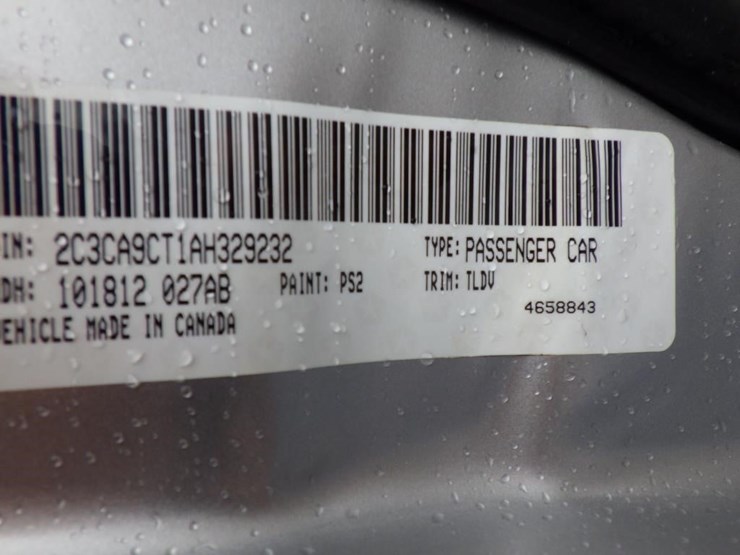 IN: 2C3CA9CT1AH329232 TYPE: PASSENGER CAR
DH: 101812 027AB PAINT: PS2 TRIM: TLDV
EHICLE MADE IN CANADA 4658843